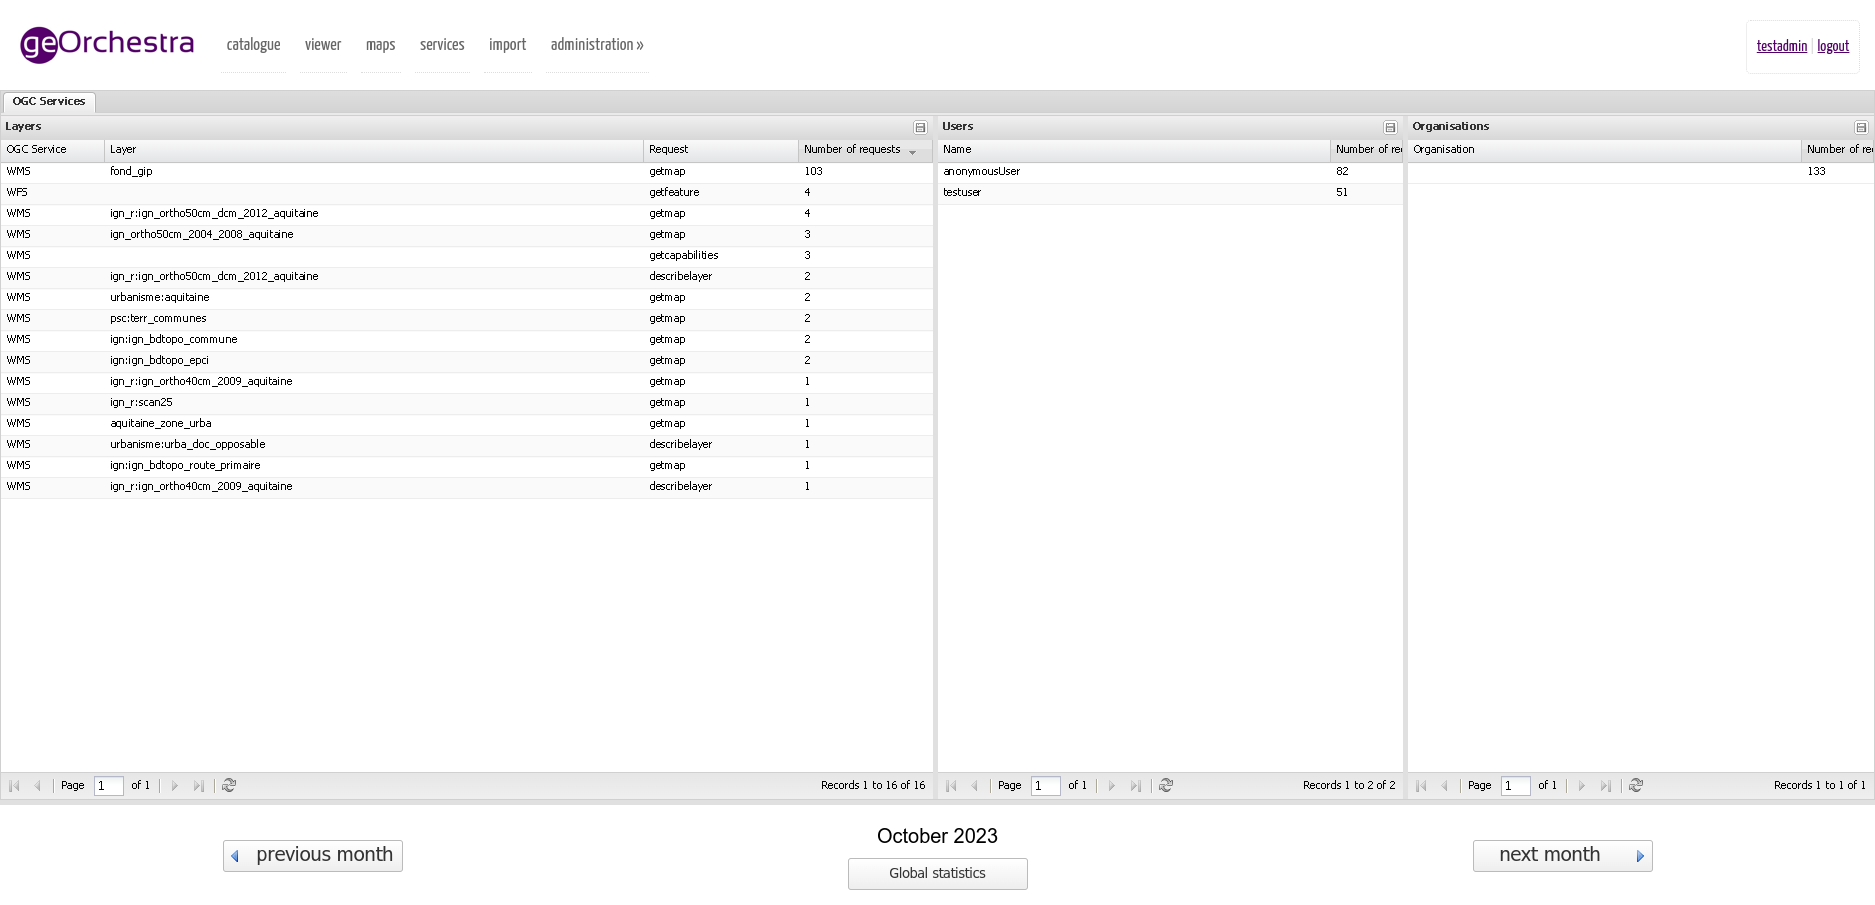 geOrchestra catalogue viewer maps services import administration » testadmin | logout
OGC Services
Layers
OGC Service Layer Request Number of requests
WMS fond_gip getmap 103
WFS getfeature 4
WMS ign_r:ign_ortho50cm_dcm_2012_aquitaine getmap 4
WMS ign_ortho50cm_2004_2008_aquitaine getmap 3
WMS getcapabilities 3
WMS ign_r:ign_ortho50cm_dcm_2012_aquitaine describelayer 2
WMS urbanisme:aquitaine getmap 2
WMS psc:terr_communes getmap 2
WMS ign:ign_bdtopo_commune getmap 2
WMS ign:ign_bdtopo_epci getmap 2
WMS ign_r:ign_ortho40cm_2009_aquitaine getmap 1
WMS ign_r:scan25 getmap 1
WMS aquitaine_zone_urba getmap 1
WMS urbanisme:urba_doc_opposable describelayer 1
WMS ign:ign_bdtopo_route_primaire getmap 1
WMS ign_r:ign_ortho40cm_2009_aquitaine describelayer 1
Page 1 of 1 Records 1 to 16 of 16
Users
Name Number of re
anonymousUser 82
testuser 51
Page 1 of 1 Records 1 to 2 of 2
Organisations
Organisation Number of re
133
Page 1 of 1 Records 1 to 1 of 1
previous month
October 2023
Global statistics
next month